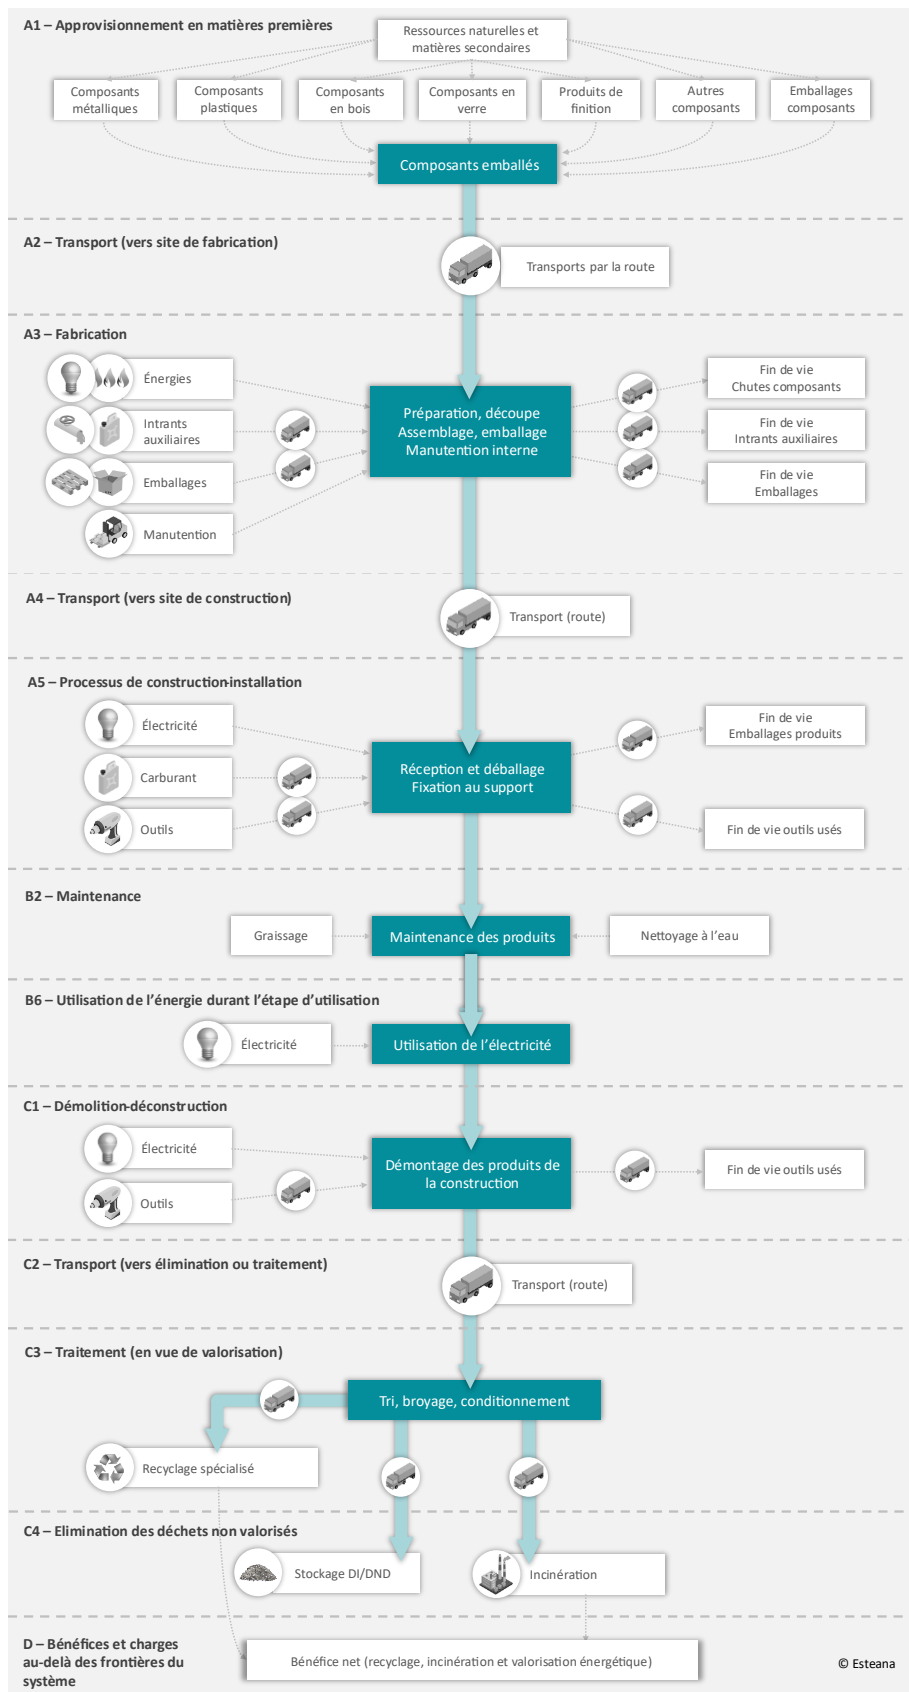 A1 – Approvisionnement en matières premières
Ressources naturelles et
matières secondaires
Composants
métalliques
Composants
plastiques
Composants
en bois
Composants en
verre
Produits de
finition
Autres
composants
Emballages
composants
Composants emballés
A2 – Transport (vers site de fabrication)
Transports par la route
A3 – Fabrication
Énergies
Intrants
auxiliaires
Emballages
Manutention
Préparation, découpe
Assemblage, emballage
Manutention interne
Fin de vie
Chutes composants
Fin de vie
Intrants auxiliaires
Fin de vie
Emballages
A4 – Transport (vers site de construction)
Transport (route)
A5 – Processus de construction-installation
Électricité
Carburant
Outils
Réception et déballage
Fixation au support
Fin de vie
Emballages produits
Fin de vie outils usés
B2 – Maintenance
Graissage
Maintenance des produits
Nettoyage à l’eau
B6 – Utilisation de l’énergie durant l’étape d’utilisation
Électricité
Utilisation de l’électricité
C1 – Démolition-déconstruction
Électricité
Outils
Démontage des produits de
la construction
Fin de vie outils usés
C2 – Transport (vers élimination ou traitement)
Transport (route)
C3 – Traitement (en vue de valorisation)
Tri, broyage, conditionnement
Recyclage spécialisé
C4 – Elimination des déchets non valorisés
Stockage DI/DND
Incinération
D – Bénéfices et charges
au-delà des frontières du
système
Bénéfice net (recyclage, incinération et valorisation énergétique)
© Esteana